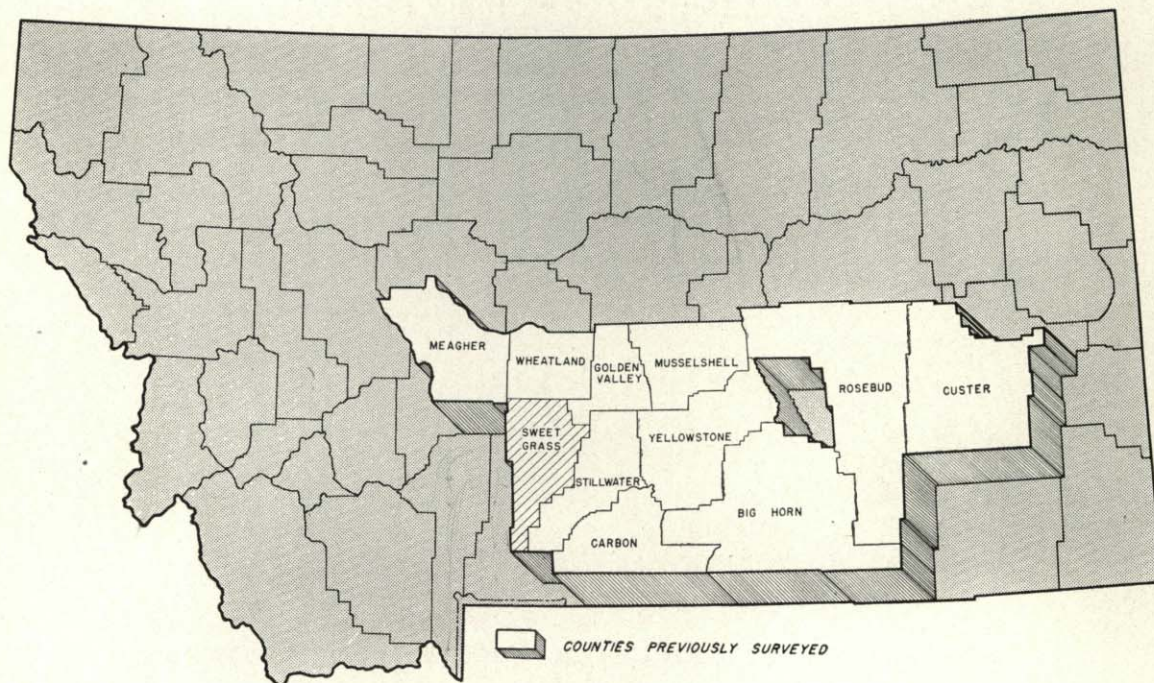 MEAGHER
WHEATLAND
GOLDEN
VALLEY
MUSSELSHELL
ROSEBUD
CUSTER
SWEET
GRASS
YELLOWSTONE
STILLWATER
BIG HORN
CARBON
COUNTIES PREVIOUSLY SURVEYED